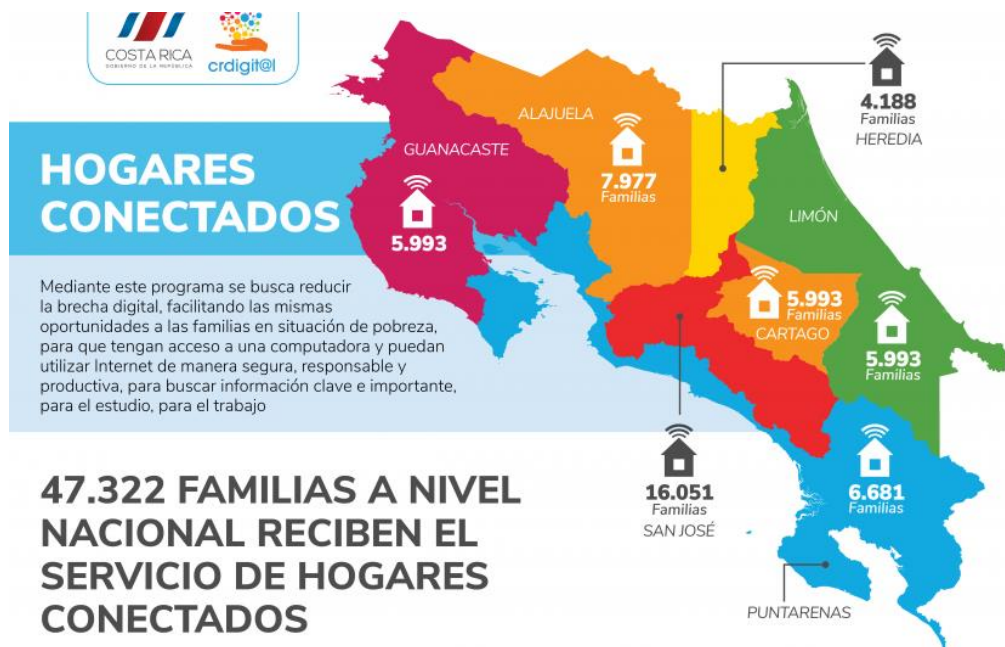 COSTA RICA
GOBIERNO DE LA REPÚBLICA
crdigit@l
HOGARES
CONECTADOS
Mediante este programa se busca reducir
la brecha digital, facilitando las mismas
oportunidades a las familias en situación de pobreza,
para que tengan acceso a una computadora y puedan
utilizar Internet de manera segura, responsable y
productiva, para buscar información clave e importante,
para el estudio, para el trabajo
47.322 FAMILIAS A NIVEL
NACIONAL RECIBEN EL
SERVICIO DE HOGARES
CONECTADOS
GUANACASTE
5.993
ALAJUELA
7.977
Familias
4.188
Familias
HEREDIA
LIMÓN
5.993
Familias
5.993
Familias
CARTAGO
16.051
Familias
SAN JOSÉ
6.681
Familias
PUNTARENAS